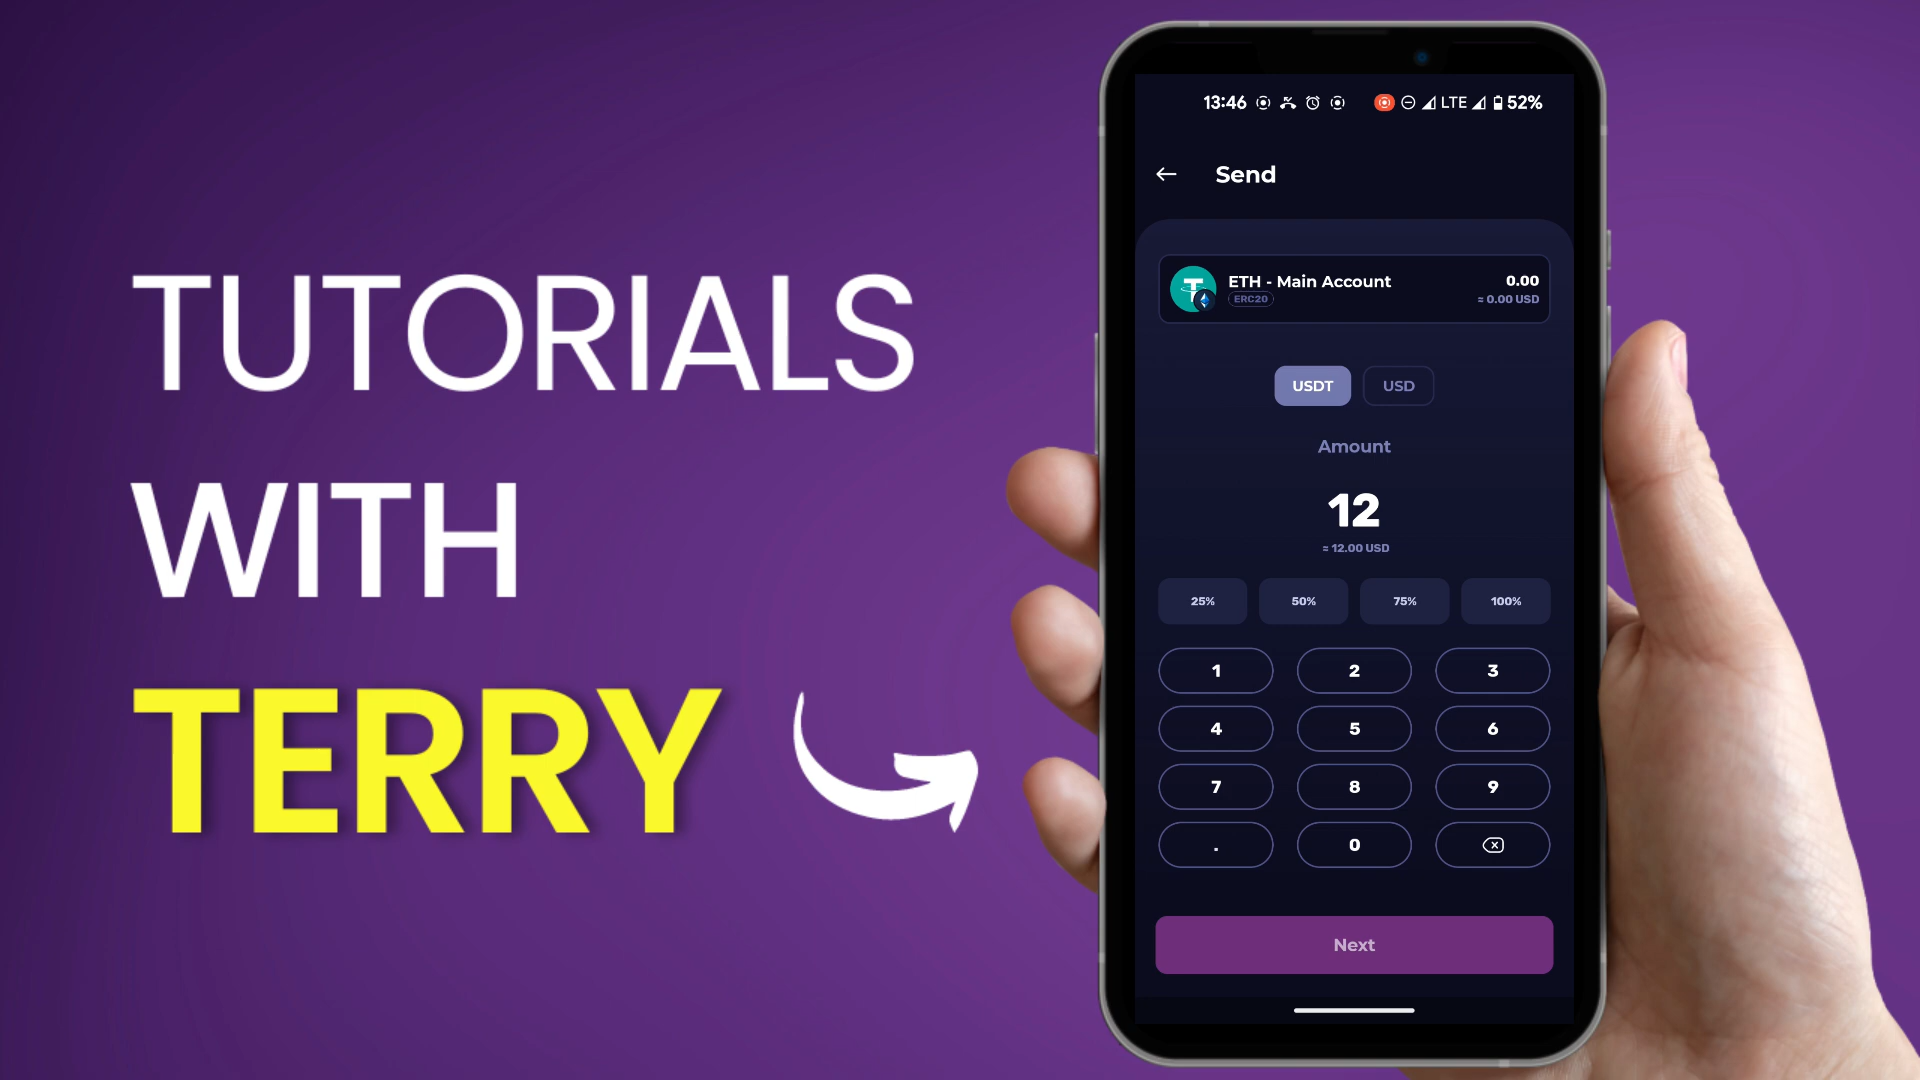 TUTORIALS
WITH
TERRY
13:46 LTE 52%
Send
ETH - Main Account 0.00
ERC20 ≈ 0.00 USD
USDT USD
Amount
12
≈ 12.00 USD
25% 50% 75% 100%
1 2 3
4 5 6
7 8 9
. 0
Next